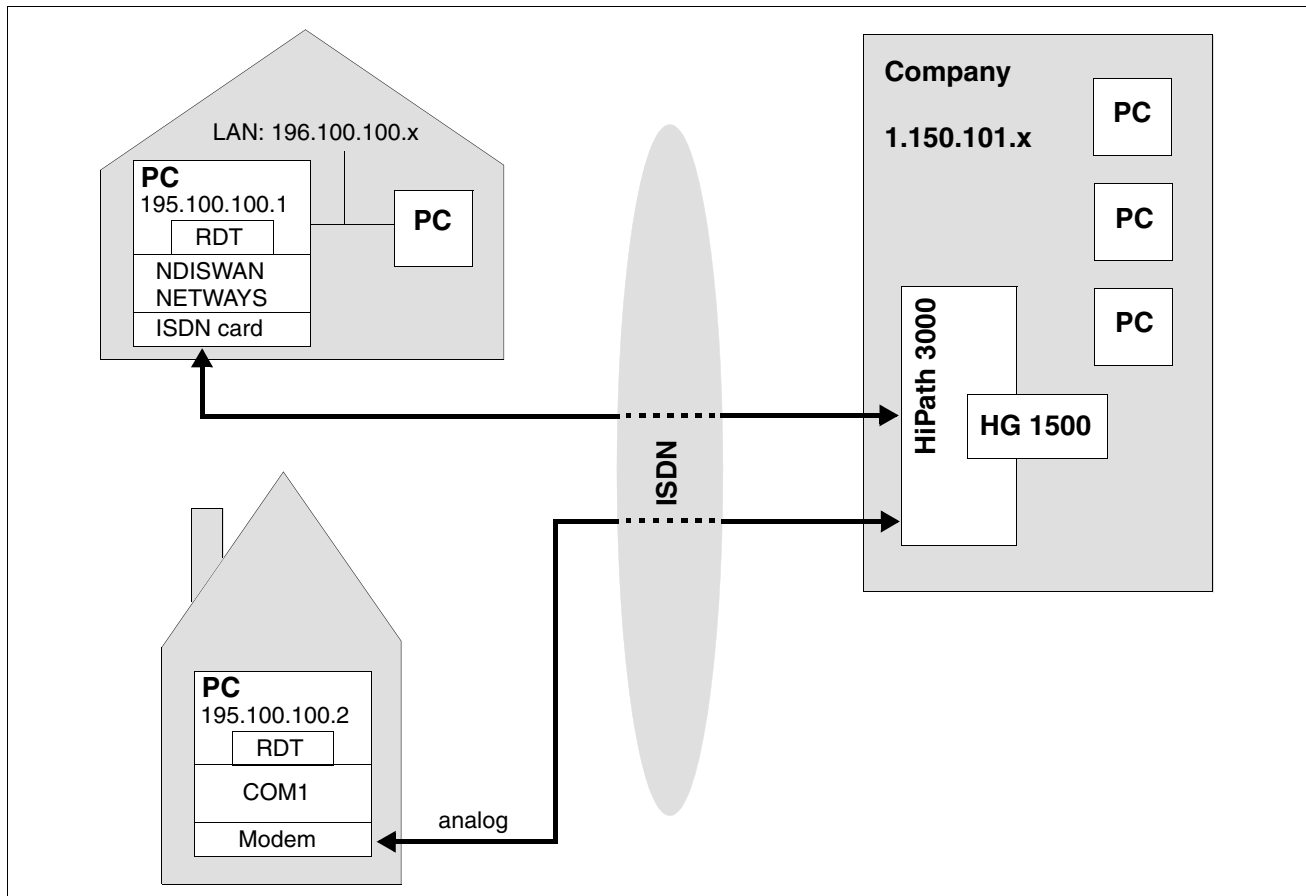 LAN: 196.100.100.x
PC
195.100.100.1
RDT
NDISWAN
NETWAYS
ISDN card
PC
ISDN
Company
1.150.101.x
PC
PC
PC
HiPath 3000
HG 1500
PC
195.100.100.2
RDT
COM1
Modem
analog